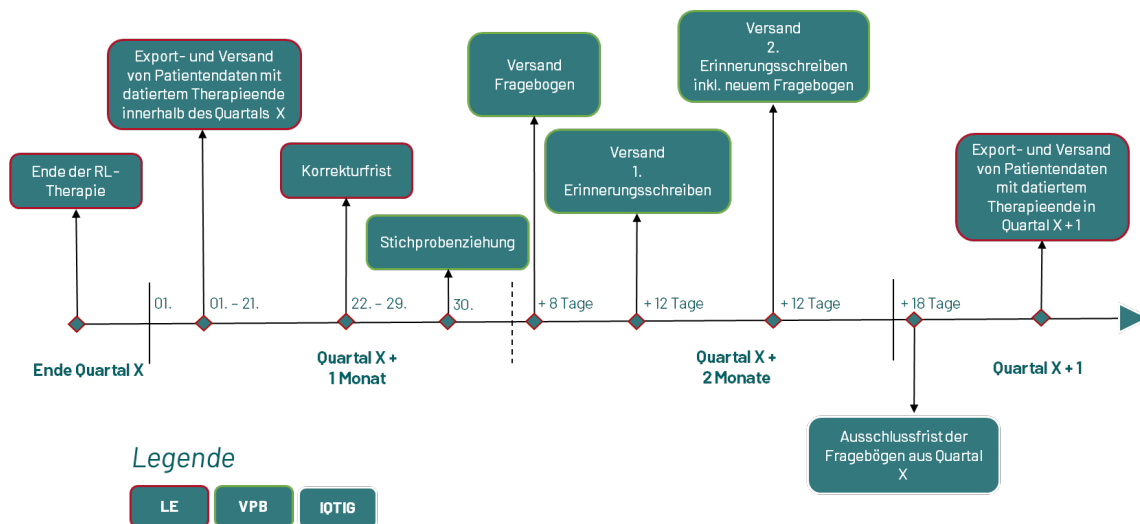 Ende der RL-
Therapie
Export- und Versand
von Patientendaten mit
datiertem Therapieende
innerhalb des Quartals X
Korrekturfrist
Stichprobenziehung
Versand
Fragebogen
Versand
1.
Erinnerungsschreiben
Versand
2.
Erinnerungsschreiben
inkl. neuem Fragebogen
Export- und Versand
von Patientendaten
mit datiertem
Therapieende in
Quartal X + 1
01.
01. - 21.
22. - 29.
30.
+ 8 Tage
+ 12 Tage
+ 12 Tage
+ 18 Tage
Ende Quartal X
Quartal X +
1 Monat
Quartal X +
2 Monate
Quartal X + 1
Ausschlussfrist der
Fragebögen aus Quartal
X
Legende
LE
VPB
IQTIG